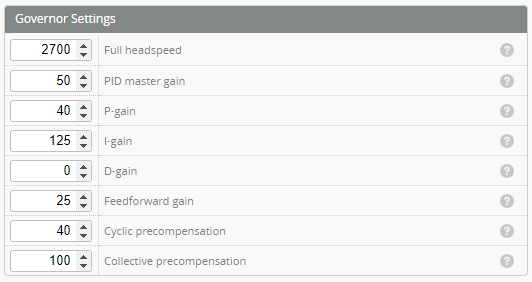 Governor Settings
2700 Full headspeed ?
50 PID master gain ?
40 P-gain ?
125 I-gain ?
0 D-gain ?
25 Feedforward gain ?
40 Cyclic precompensation ?
100 Collective precompensation ?